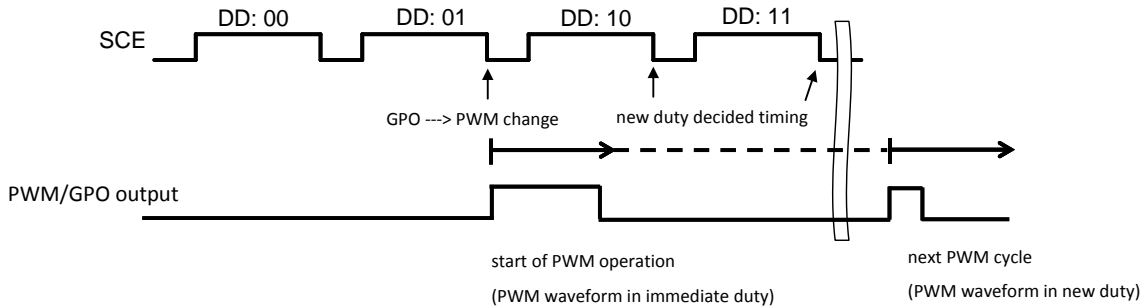 DD: 00 DD: 01 DD: 10 DD: 11
SCE
GPO ---> PWM change new duty decided timing
PWM/GPO output
start of PWM operation next PWM cycle
(PWM waveform in immediate duty) (PWM waveform in new duty)